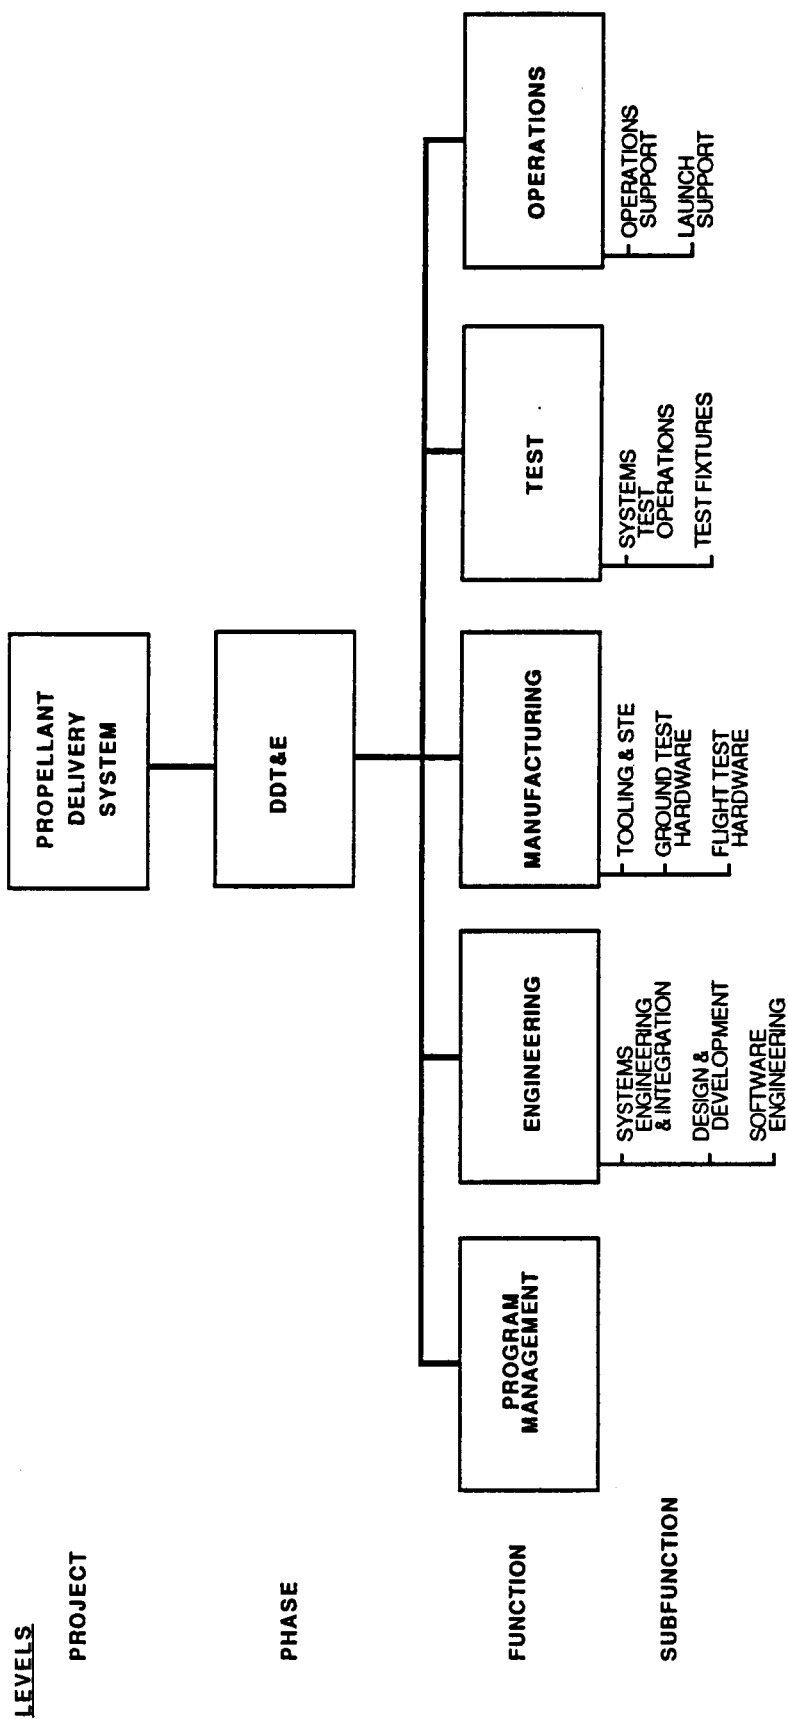 LEVELS
PROJECT
PROPELLANT
DELIVERY
SYSTEM
PHASE
DDT&E
FUNCTION
PROGRAM
MANAGEMENT
ENGINEERING
MANUFACTURING
TEST
OPERATIONS
SUBFUNCTION
SYSTEMS
ENGINEERING
& INTEGRATION
DESIGN &
DEVELOPMENT
SOFTWARE
ENGINEERING
TOOLING & STE
GROUND TEST
HARDWARE
FLIGHT TEST
HARDWARE
SYSTEMS
TEST
OPERATIONS
TEST FIXTURES
OPERATIONS
SUPPORT
LAUNCH
SUPPORT